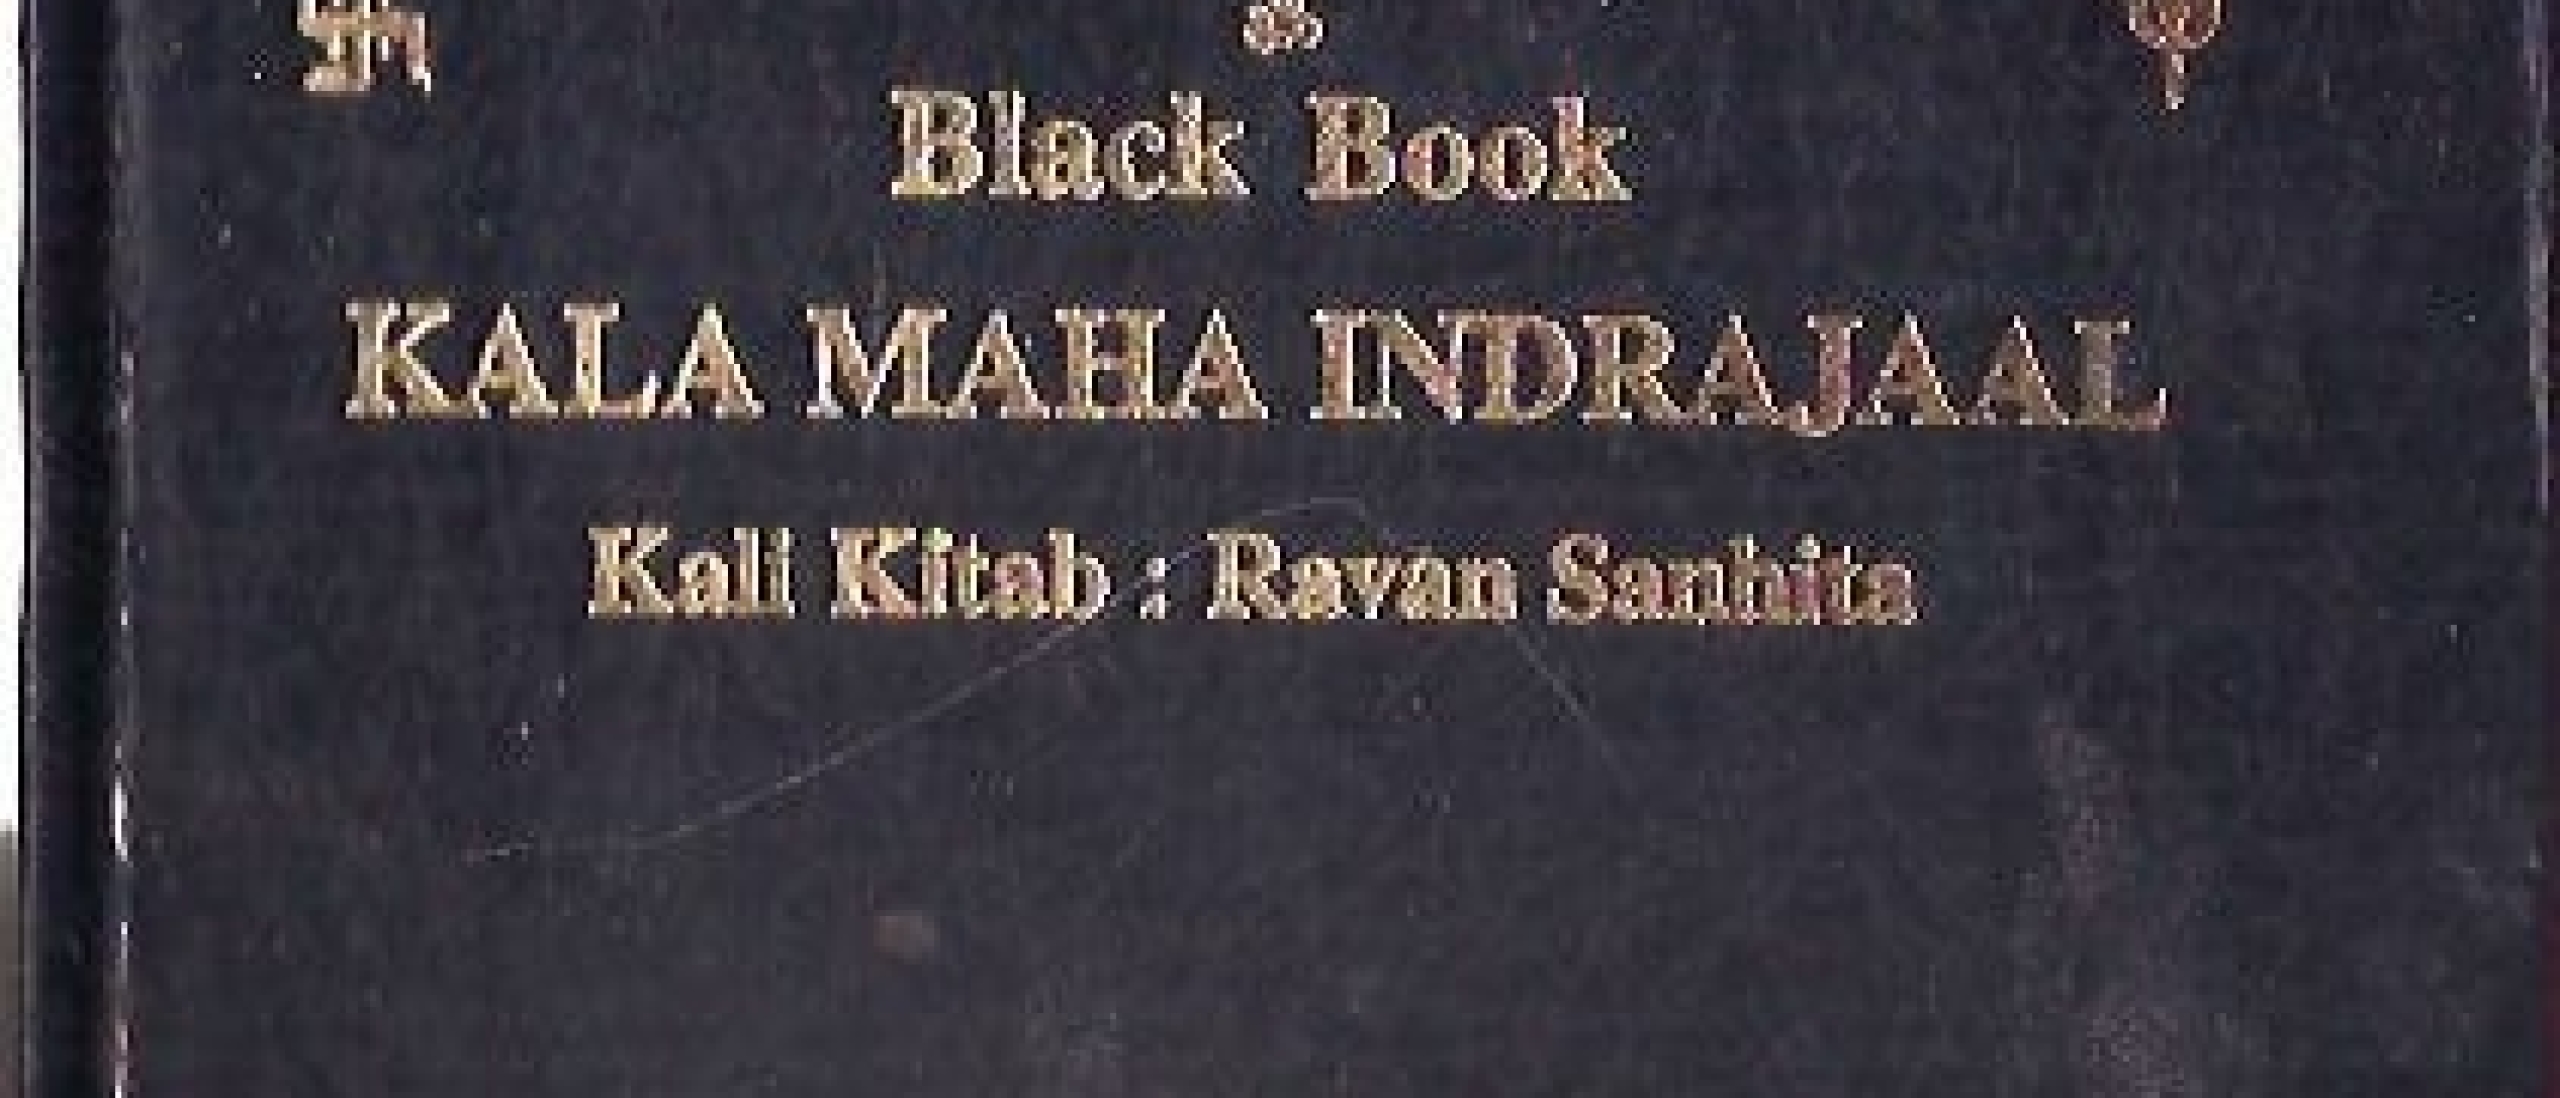 Black Book
KALA MAHA INDRAJAAL
Kali Kitab : Ravan Sanhita